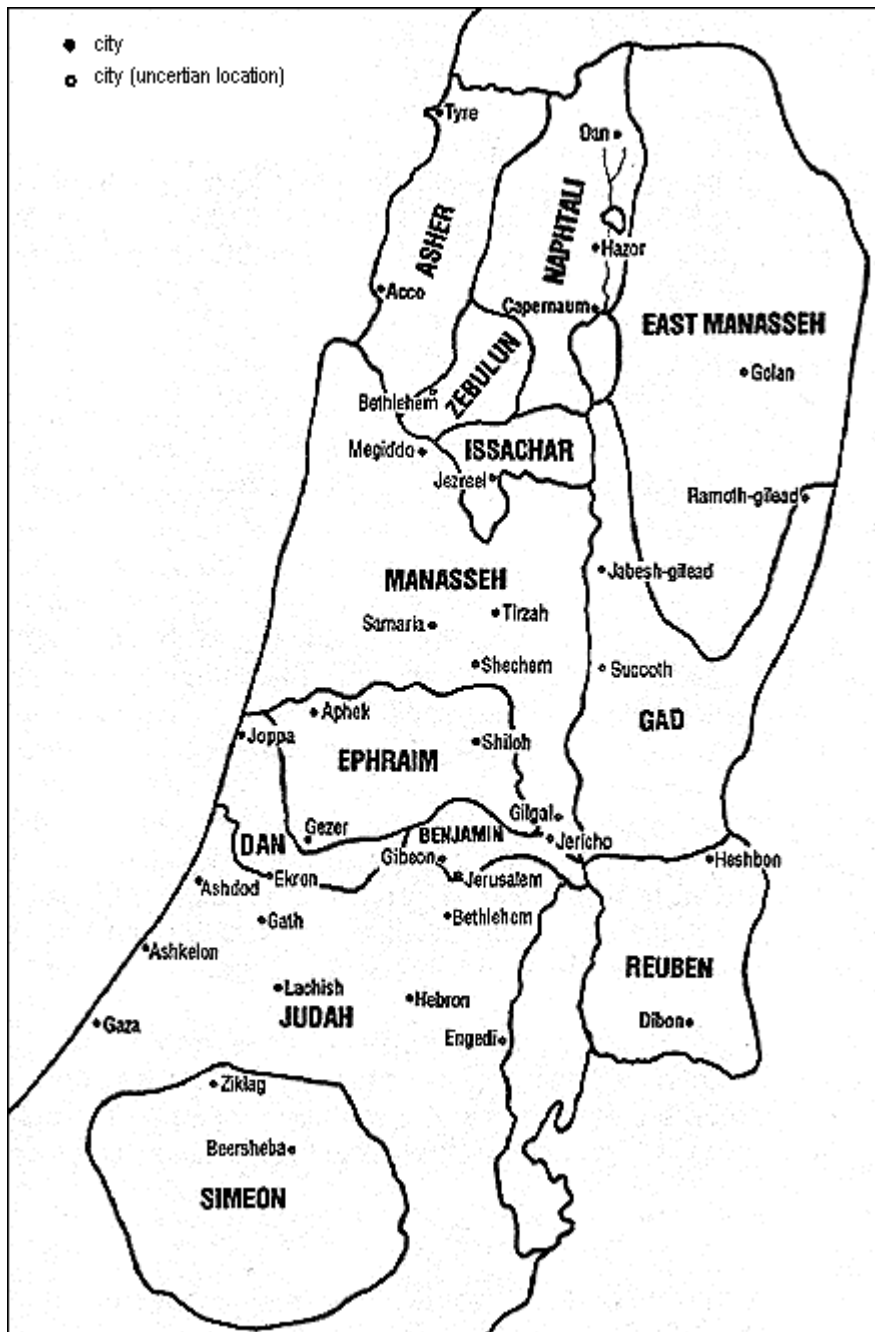 city
city (uncertian location)
Tyre
Dan
ASHER
NAPHTALI
Hazor
Acco
Capernaum
EAST MANASSEH
ZEBULUN
Golan
Bethlehem
Megiddo
ISSACHAR
Jezreel
Ramoth-gilead
Jabesh-gilead
MANASSEH
Samaria
Tirzah
Shechem
Succoth
Aphek
GAD
Joppa
EPHRAIM
Shiloh
Gilgal
Gezer
BENJAMIN
Jericho
DAN
Gibeon
Heshbon
Ekron
Jerusalem
Ashdod
Gath
Bethlehem
Ashkelon
REUBEN
Lachish
Hebron
JUDAH
Gaza
Engedi
Dibon
Ziklag
Beersheba
SIMEON